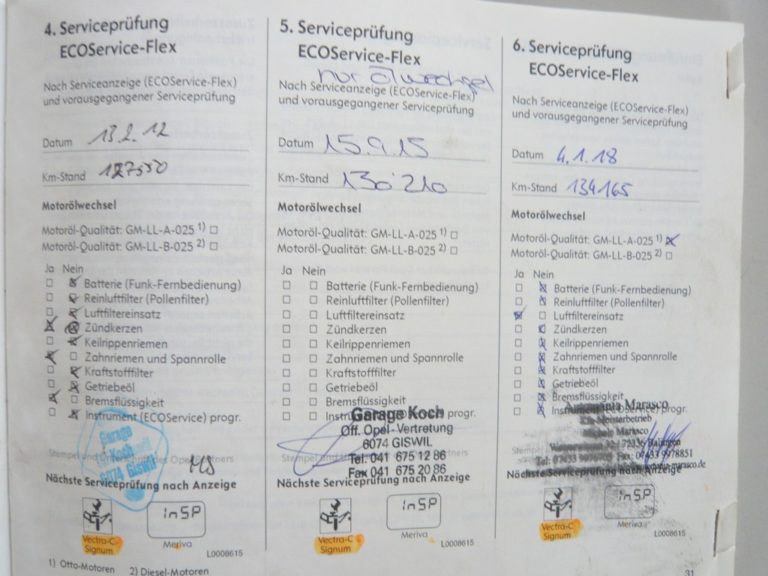 4. Serviceprüfung
ECOService-Flex
Nach Serviceanzeige (ECOService-Flex)
und vorausgegangener Serviceprüfung
Datum 13.2.12
Km-Stand 127550
Motorölwechsel
Motoröl-Qualität: GM-LL-A-025 1)
Motoröl-Qualität: GM-LL-B-025 2)
Ja Nein
Batterie (Funk-Fernbedienung)
Reinluftfilter (Pollenfilter)
Luftfiltereinsatz
Zündkerzen
Keilrippenriemen
Zahnriemen und Spannrolle
Kraftstofffilter
Getriebeöl
Bremsflüssigkeit
Instrument (ECOService) progr.
Garage
Koch
6074 GISWIL
Nächste Serviceprüfung nach Anzeige
InSP
Vectra-C
Signum
Meriva
L0008615
1) Otto-Motoren 2) Diesel-Motoren
5. Serviceprüfung
ECOService-Flex
nur Ölwechsel
Nach Serviceanzeige (ECOService-Flex)
und vorausgegangener Serviceprüfung
Datum 15.9.15
Km-Stand 130'210
Motorölwechsel
Motoröl-Qualität: GM-LL-A-025 1)
Motoröl-Qualität: GM-LL-B-025 2)
Ja Nein
Batterie (Funk-Fernbedienung)
Reinluftfilter (Pollenfilter)
Luftfiltereinsatz
Zündkerzen
Keilrippenriemen
Zahnriemen und Spannrolle
Kraftstofffilter
Getriebeöl
Bremsflüssigkeit
progr.
Garage Koch
Off. Opel-Vertretung
6074 GISWIL
Tel. 041 675 12 86
Fax 041 675 20 86
Nächste Serviceprüfung nach Anzeige
InSP
Vectra-C
Signum
Meriva
L0008615
6. Serviceprüfung
ECOService-Flex
Nach Serviceanzeige (ECOService-Flex)
und vorausgegangener Serviceprüfung
Datum 4.1.18
Km-Stand 134165
Motorölwechsel
Motoröl-Qualität: GM-LL-A-025 1)
Motoröl-Qualität: GM-LL-B-025 2)
Ja Nein
Batterie (Funk-Fernbedienung)
Reinluftfilter (Pollenfilter)
Luftfiltereinsatz
Zündkerzen
Keilrippenriemen
Zahnriemen und Spannrolle
Kraftstofffilter
Getriebeöl
Bremsflüssigkeit
Instrument progr.
Marasco
Marasco
72336 Balingen
Nächste Serviceprüfung nach Anzeige
InSP
Vectra-C
Signum
Meriva
L0008615
31